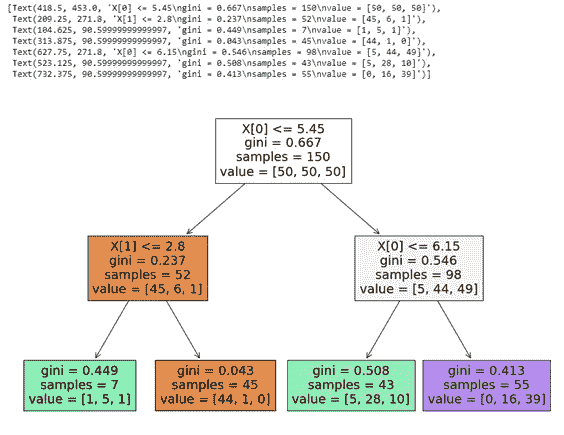 [Text(418.5, 453.0, 'X[0] <= 5.45\ngini = 0.667\nsamples = 150\nvalue = [50, 50, 50]'),
Text(209.25, 271.8, 'X[1] <= 2.8\ngini = 0.237\nsamples = 52\nvalue = [45, 6, 1]'),
Text(104.625, 90.59999999999997, 'gini = 0.449\nsamples = 7\nvalue = [1, 5, 1]'),
Text(313.875, 90.59999999999997, 'gini = 0.043\nsamples = 45\nvalue = [44, 1, 0]'),
Text(627.75, 271.8, 'X[0] <= 6.15\ngini = 0.546\nsamples = 98\nvalue = [5, 44, 49]'),
Text(523.125, 90.59999999999997, 'gini = 0.508\nsamples = 43\nvalue = [5, 28, 10]'),
Text(732.375, 90.59999999999997, 'gini = 0.413\nsamples = 55\nvalue = [0, 16, 39]')]
X[0] <= 5.45
gini = 0.667
samples = 150
value = [50, 50, 50]
X[1] <= 2.8
gini = 0.237
samples = 52
value = [45, 6, 1]
X[0] <= 6.15
gini = 0.546
samples = 98
value = [5, 44, 49]
gini = 0.449
samples = 7
value = [1, 5, 1]
gini = 0.043
samples = 45
value = [44, 1, 0]
gini = 0.508
samples = 43
value = [5, 28, 10]
gini = 0.413
samples = 55
value = [0, 16, 39]